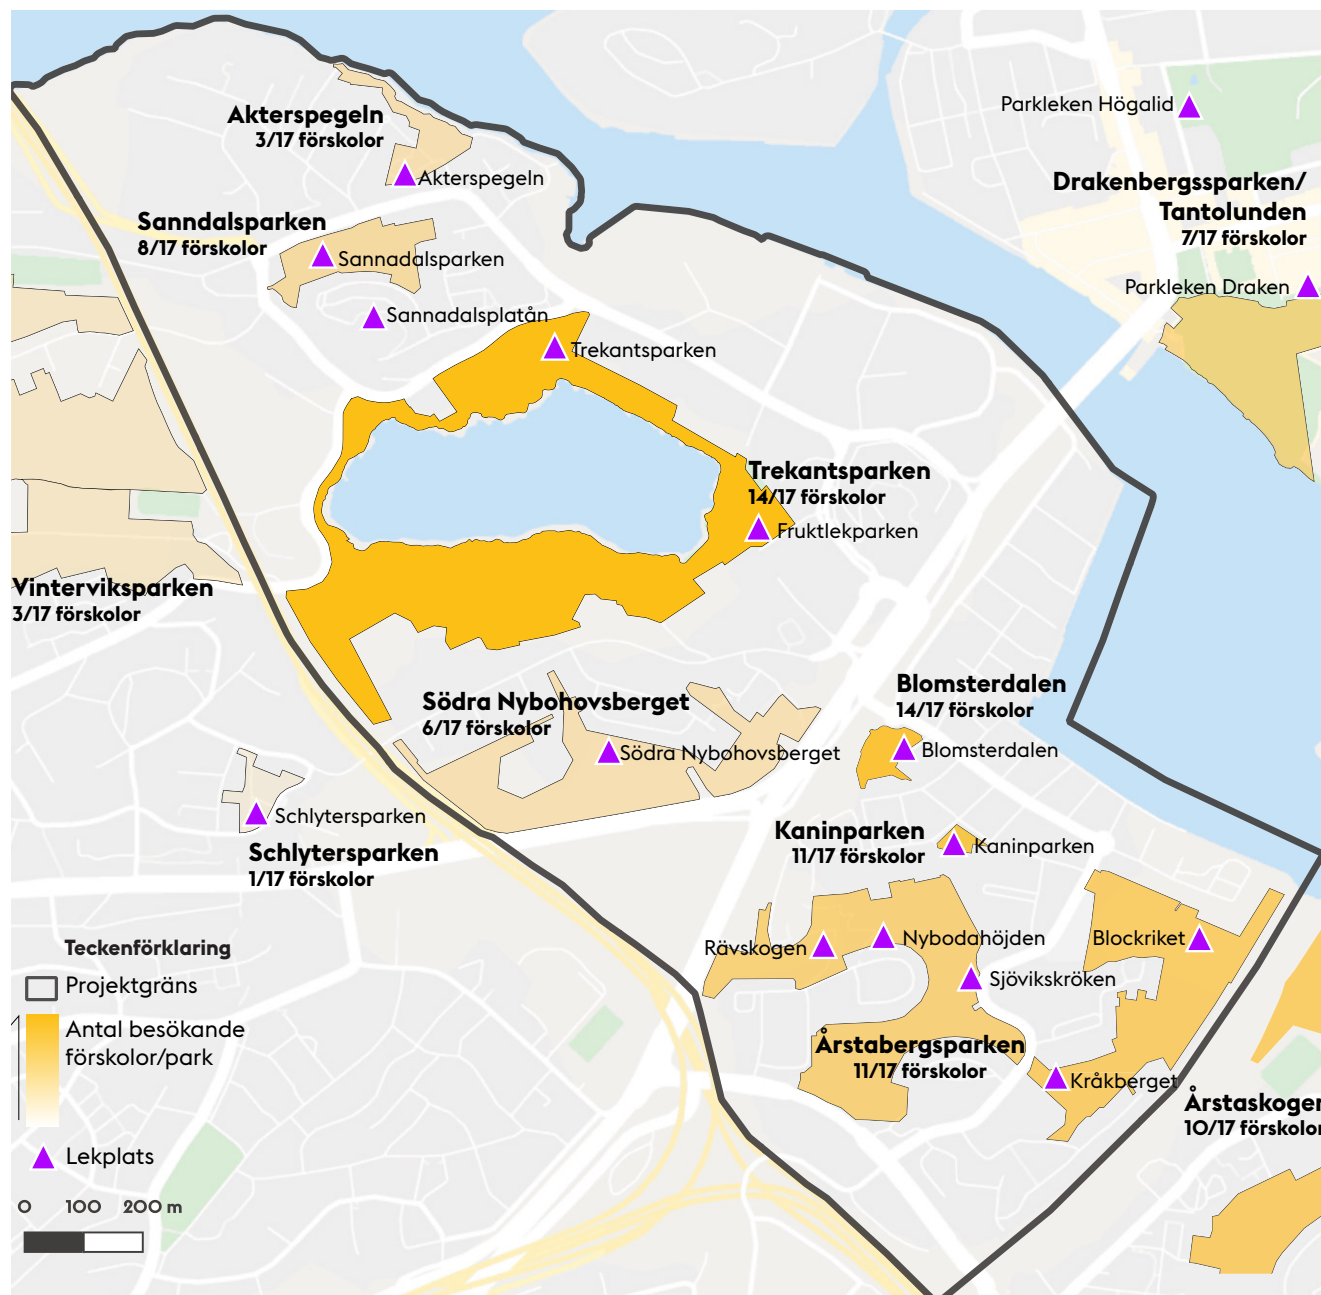 Parkleken Högalid
Akterspegeln
3/17 förskolor
Akterspegeln
Drakenbergssparken/
Tantolunden
7/17 förskolor
Sanndalsparken
8/17 förskolor
Sannadalsparken
Parkleken Draken
Sannadalsplatån
Trekantsparken
Trekantsparken
14/17 förskolor
Fruktlekparken
Vinterviksparken
3/17 förskolor
Blomsterdalen
14/17 förskolor
Södra Nybohovsberget
6/17 förskolor
Södra Nybohovsberget
Blomsterdalen
Schlytersparken
Schlytersparken
1/17 förskolor
Kaninparken
11/17 förskolor
Kaninparken
Rävskogen
Nybodahöjden
Blockriket
Sjövikskröken
Årstabergsparken
11/17 förskolor
Kråkberget
Årstaskogen
10/17 förskolor
Teckenförklaring
Projektgräns
Antal besökande
förskolor/park
Lekplats
0 100 200 m